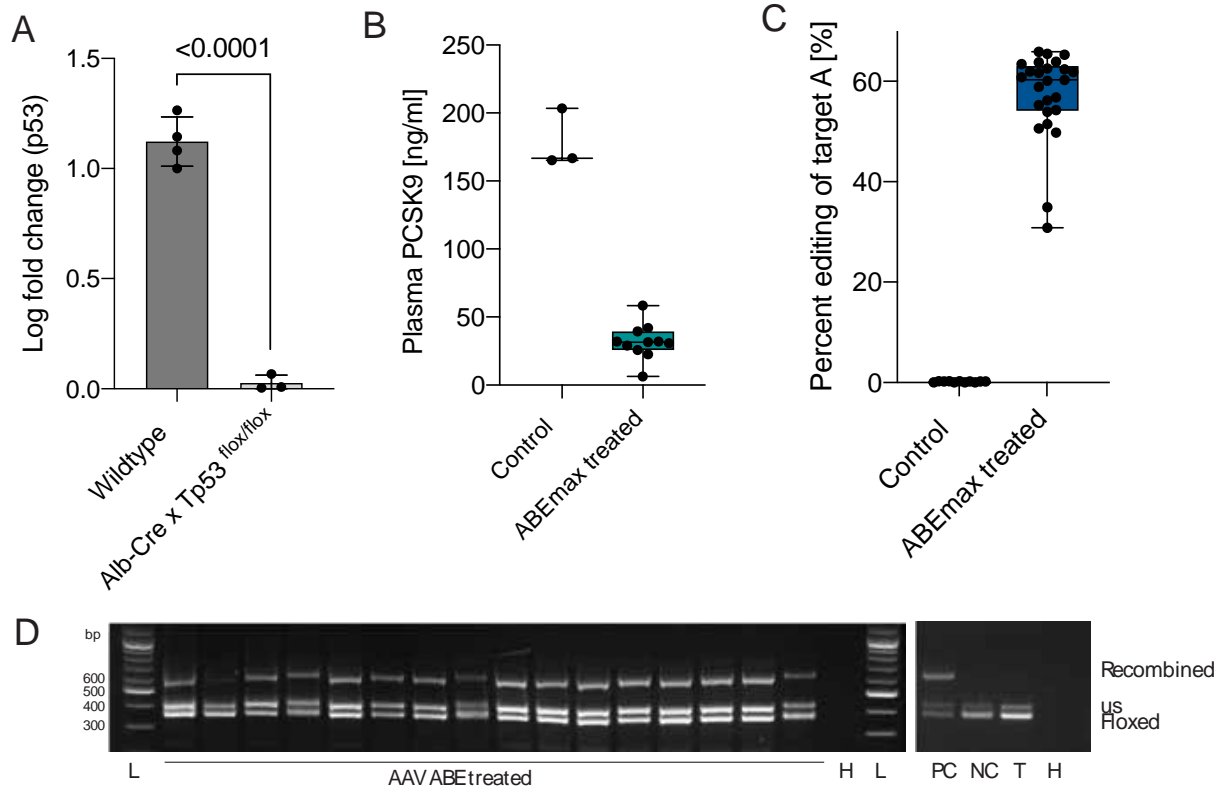 A
Log fold change (p53)
1.5
1.0
0.5
0.0
<0.0001
Wildtype
Alb-Cre x Tp53 flox/flox
B
Plasma PCSK9 [ng/ml]
250
200
150
100
50
0
Control
ABEmax treated
C
Percent editing of target A [%]
60
40
20
0
Control
ABEmax treated
D
bp
600
500
400
300
L
AAV ABE treated
H
L
PC
NC
T
H
Recombined
us
Floxed